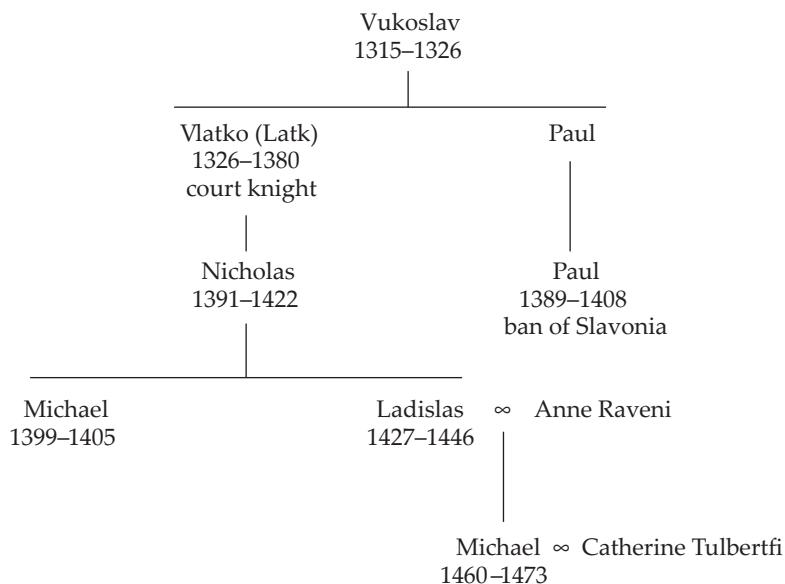 Vukoslav
1315–1326
Vlatko (Latk)
1326–1380
court knight
Paul
Nicholas
1391–1422
Paul
1389–1408
ban of Slavonia
Michael
1399–1405
Ladislas ∞ Anne Raveni
1427–1446
Michael ∞ Catherine Tulbertfi
1460–1473